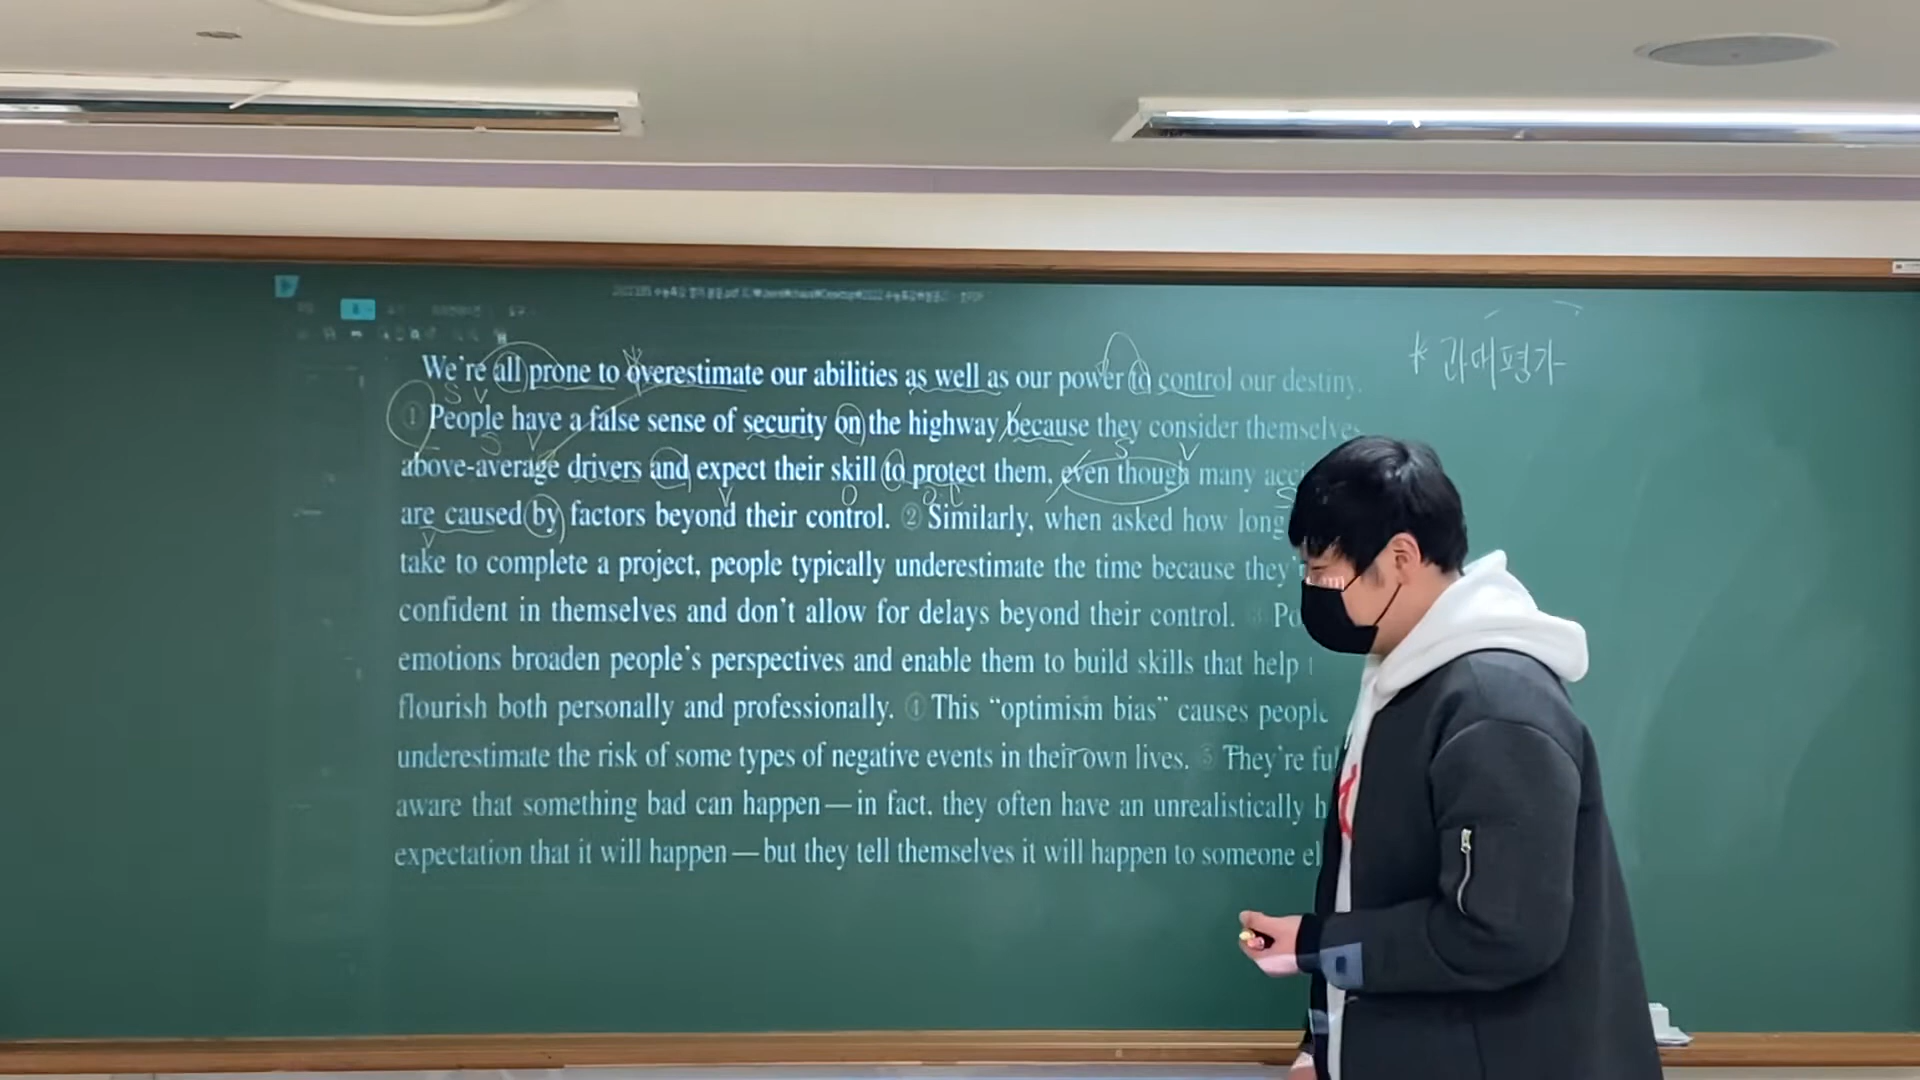 We're all prone to overestimate our abilities as well as our power to control our destiny.
① People have a false sense of security on the highway because they consider themselves
above-average drivers and expect their skill to protect them, even though many
are caused by factors beyond their control. ② Similarly, when asked how long
take to complete a project, people typically underestimate the time because
confident in themselves and don't allow for delays beyond their control.
emotions broaden people's perspectives and enable them to build skills that help
flourish both personally and professionally. ④ This “optimism bias” causes people
underestimate the risk of some types of negative events in their own lives. ⑤ They're
aware that something bad can happen — in fact, they often have an unrealistically
expectation that it will happen — but they tell themselves it will happen to someone
* 과대평가
S V
S V
S V
V O O.C S
V